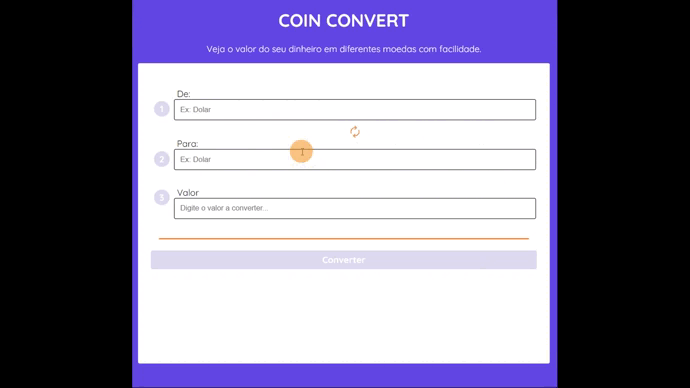 COIN CONVERT
Veja o valor do seu dinheiro em diferentes moedas com facilidade.
De:
1
Ex: Dolar
Para:
2
Ex: Dolar
Valor
3
Digite o valor a converter...
Converter